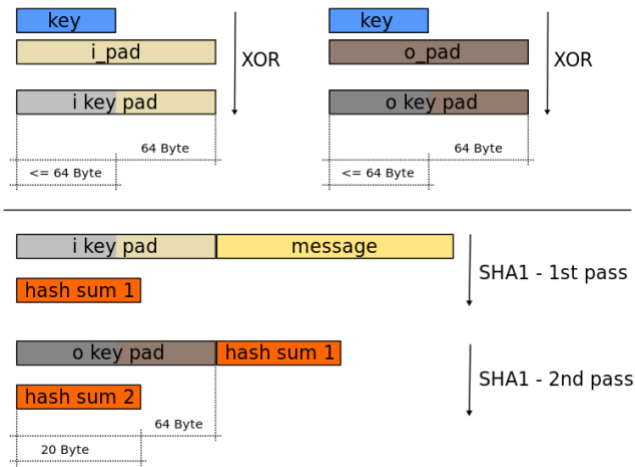 key
i_pad
XOR
i key pad
64 Byte
<= 64 Byte
key
o_pad
XOR
o key pad
64 Byte
<= 64 Byte
i key pad message
SHA1 - 1st pass
hash sum 1
o key pad hash sum 1
SHA1 - 2nd pass
hash sum 2
64 Byte
20 Byte